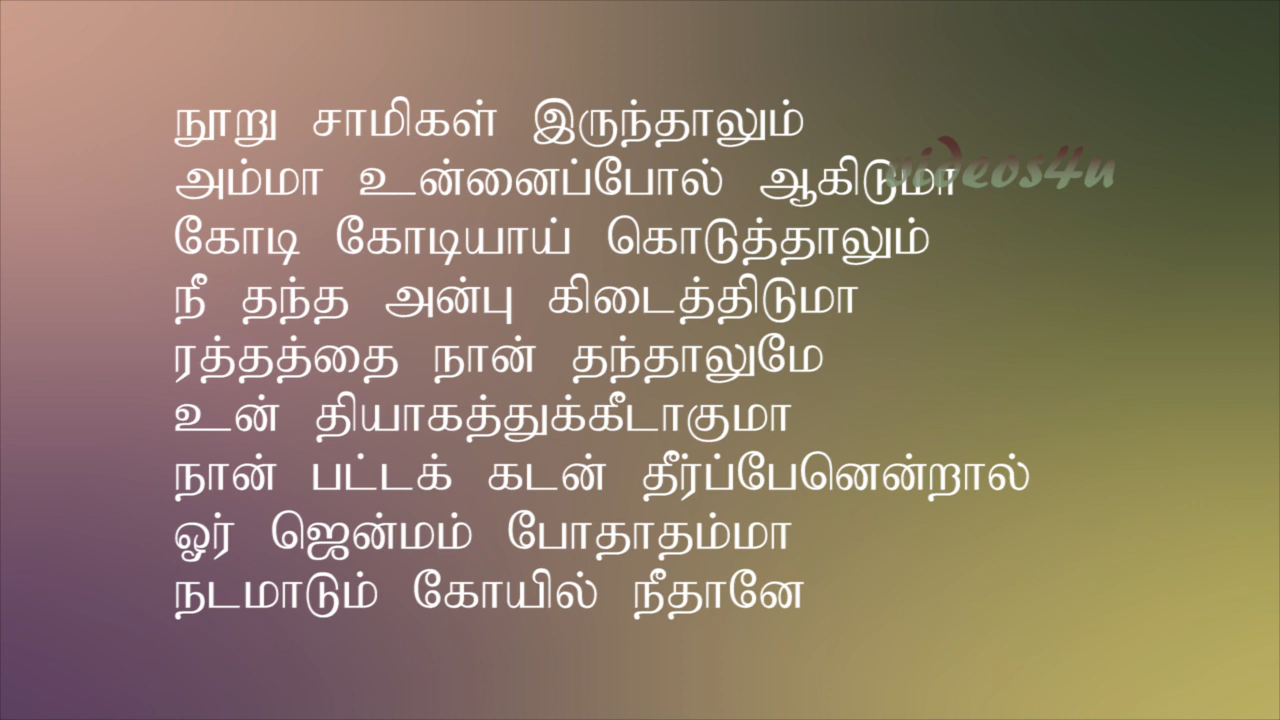 நூறு சாமிகள் இருந்தாலும்
அம்மா உன்னைப்போல் ஆகிடுமா
videos4u
கோடி கோடியாய் கொடுத்தாலும்
நீ தந்த அன்பு கிடைத்திடுமா
ரத்தத்தை நான் தந்தாலுமே
உன் தியாகத்துக்கீடாகுமா
நான் பட்டக் கடன் தீர்ப்பேனென்றால்
ஓர் ஜென்மம் போதாதம்மா
நடமாடும் கோயில் நீதானே